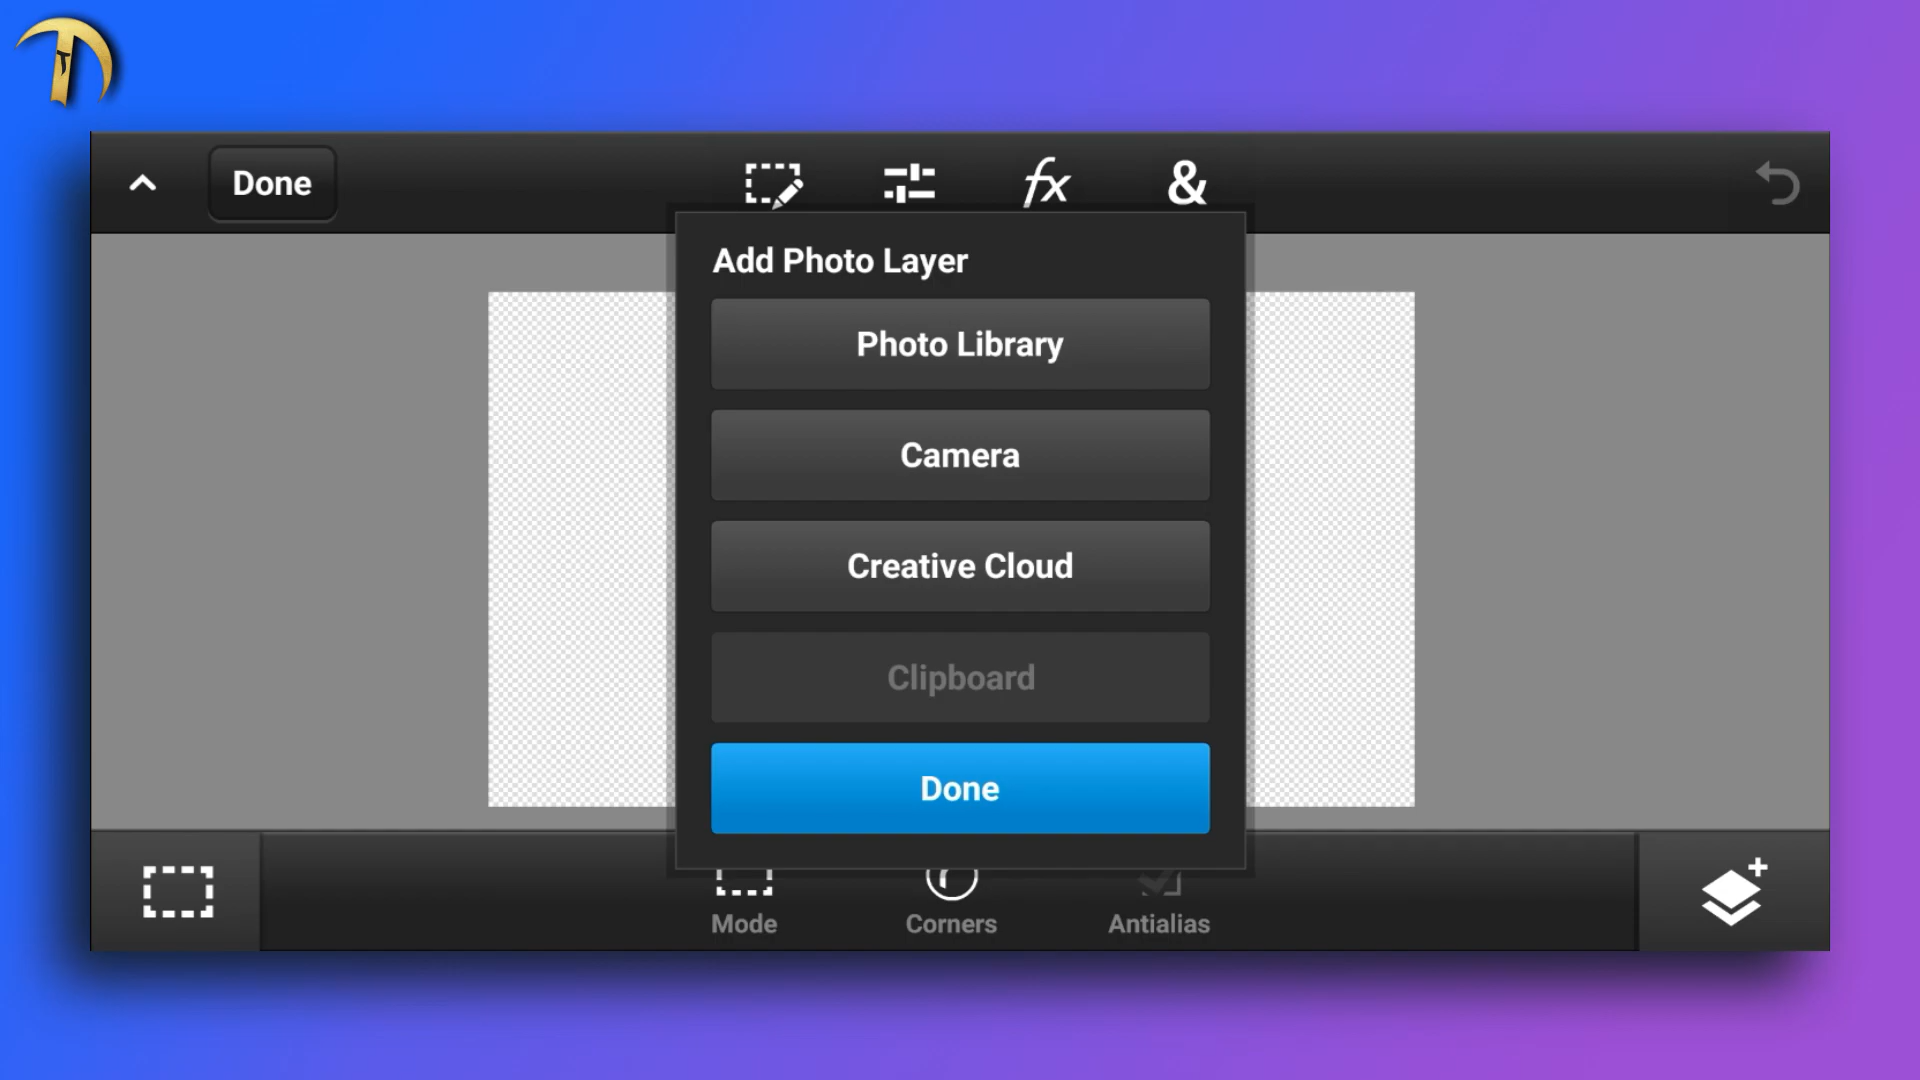 Done
fx
&
Add Photo Layer
Photo Library
Camera
Creative Cloud
Clipboard
Done
Mode
Corners
Antialias